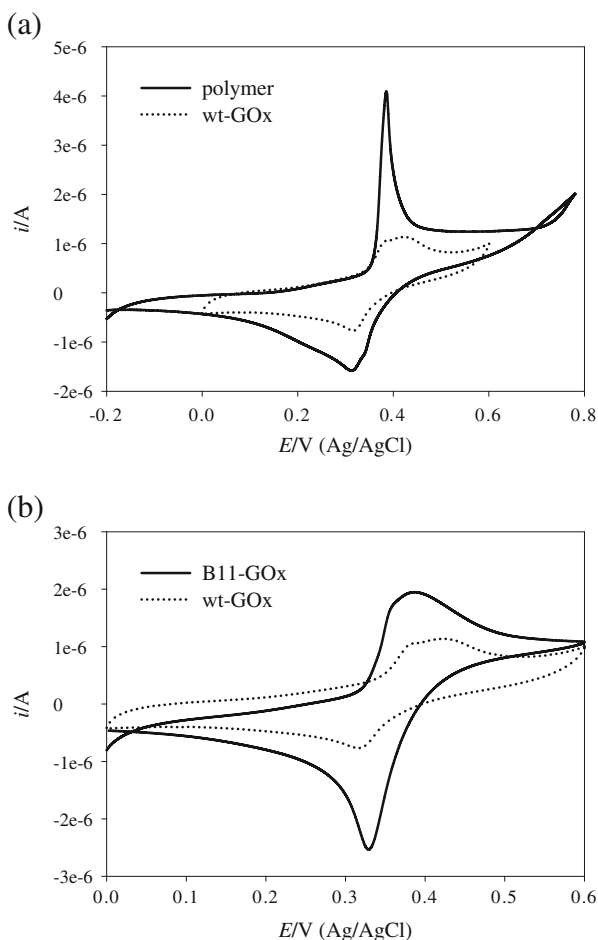 (a)
5e-6
polymer
wt-GOx
4e-6
3e-6
2e-6
1e-6
0
-1e-6
-2e-6
i/A
-0.2 0.0 0.2 0.4 0.6 0.8
E/V (Ag/AgCl)
(b)
3e-6
B11-GOx
wt-GOx
2e-6
1e-6
0
-1e-6
-2e-6
-3e-6
i/A
0.0 0.1 0.2 0.3 0.4 0.5 0.6
E/V (Ag/AgCl)